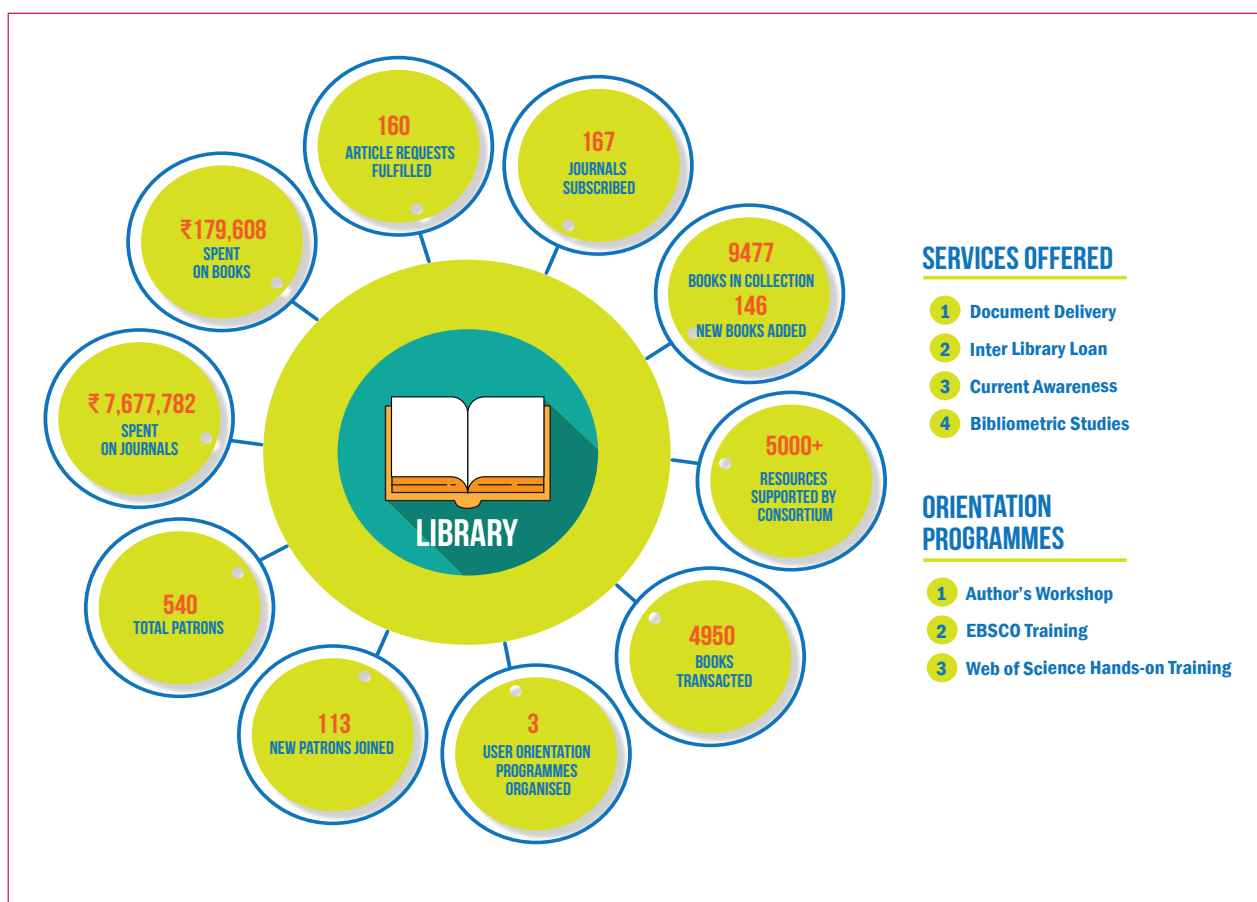 160
ARTICLE REQUESTS
FULFILLED
167
JOURNALS
SUBSCRIBED
9477
BOOKS IN COLLECTION
146
NEW BOOKS ADDED
5000+
RESOURCES
SUPPORTED BY
CONSORTIUM
4950
BOOKS
TRANSACTED
3
USER ORIENTATION
PROGRAMMES
ORGANISED
113
NEW PATRONS JOINED
540
TOTAL PATRONS
₹ 7,677,782
SPENT
ON JOURNALS
₹179,608
SPENT
ON BOOKS
LIBRARY
SERVICES OFFERED
1 Document Delivery
2 Inter Library Loan
3 Current Awareness
4 Bibliometric Studies
ORIENTATION
PROGRAMMES
1 Author's Workshop
2 EBSCO Training
3 Web of Science Hands-on Training